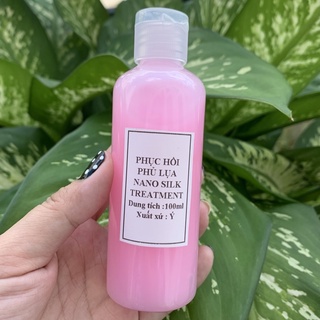 PHỤC HỒI
PHỦ LỤA
NANO SILK
TREATMENT
Dung tích :100ml
Xuất xứ : Ý